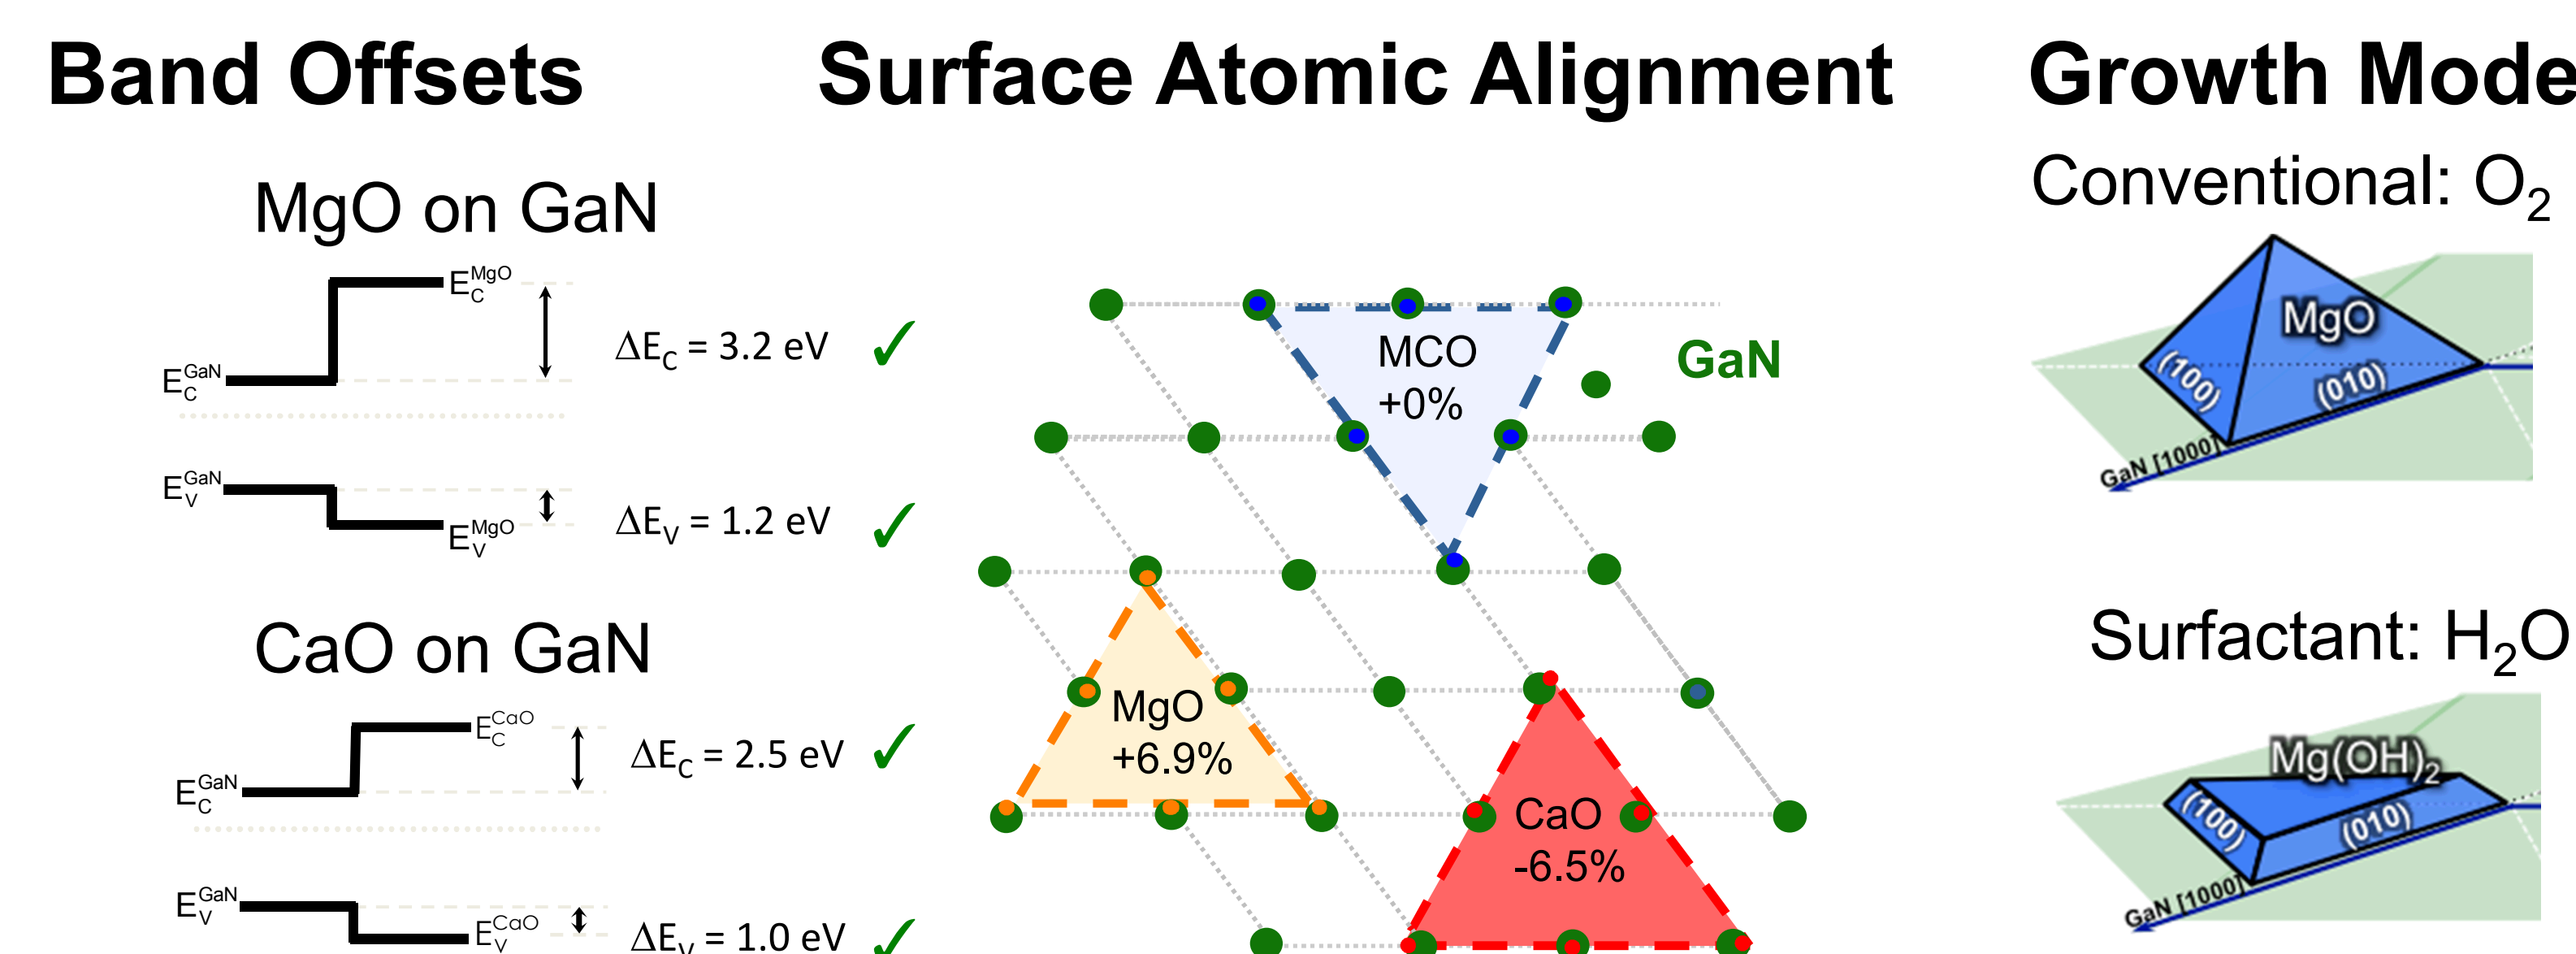 Band Offsets
MgO on GaN
E_C^MgO
E_C^GaN
ΔE_C = 3.2 eV ✓
E_V^GaN
E_V^MgO
ΔE_V = 1.2 eV ✓
CaO on GaN
E_C^CaO
E_C^GaN
ΔE_C = 2.5 eV ✓
E_V^GaN
E_V^CaO
ΔE_V = 1.0 eV ✓
Surface Atomic Alignment
MCO
+0%
GaN
MgO
+6.9%
CaO
-6.5%
Growth Mode
Conventional: O₂
MgO
(100)
(010)
GaN [1000]
Surfactant: H₂O
Mg(OH)₂
(100)
(010)
GaN [1000]